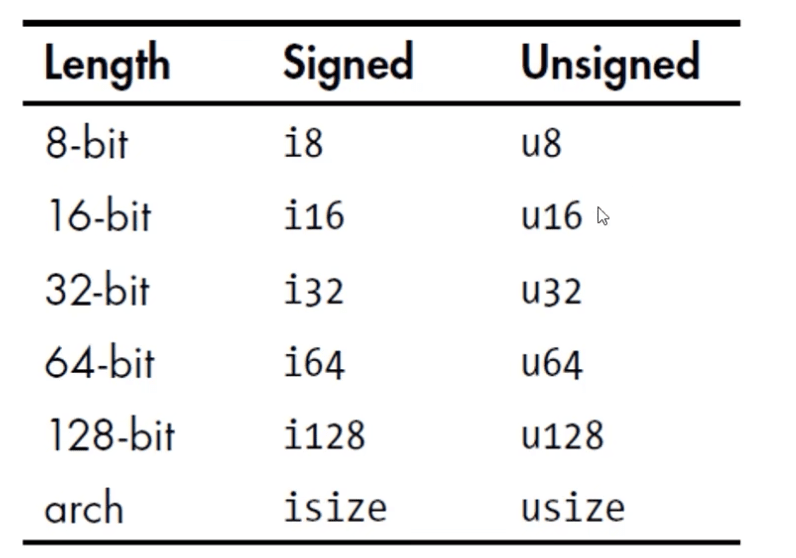 Length Signed Unsigned
8-bit i8 u8
16-bit i16 u16
32-bit i32 u32
64-bit i64 u64
128-bit i128 u128
arch isize usize